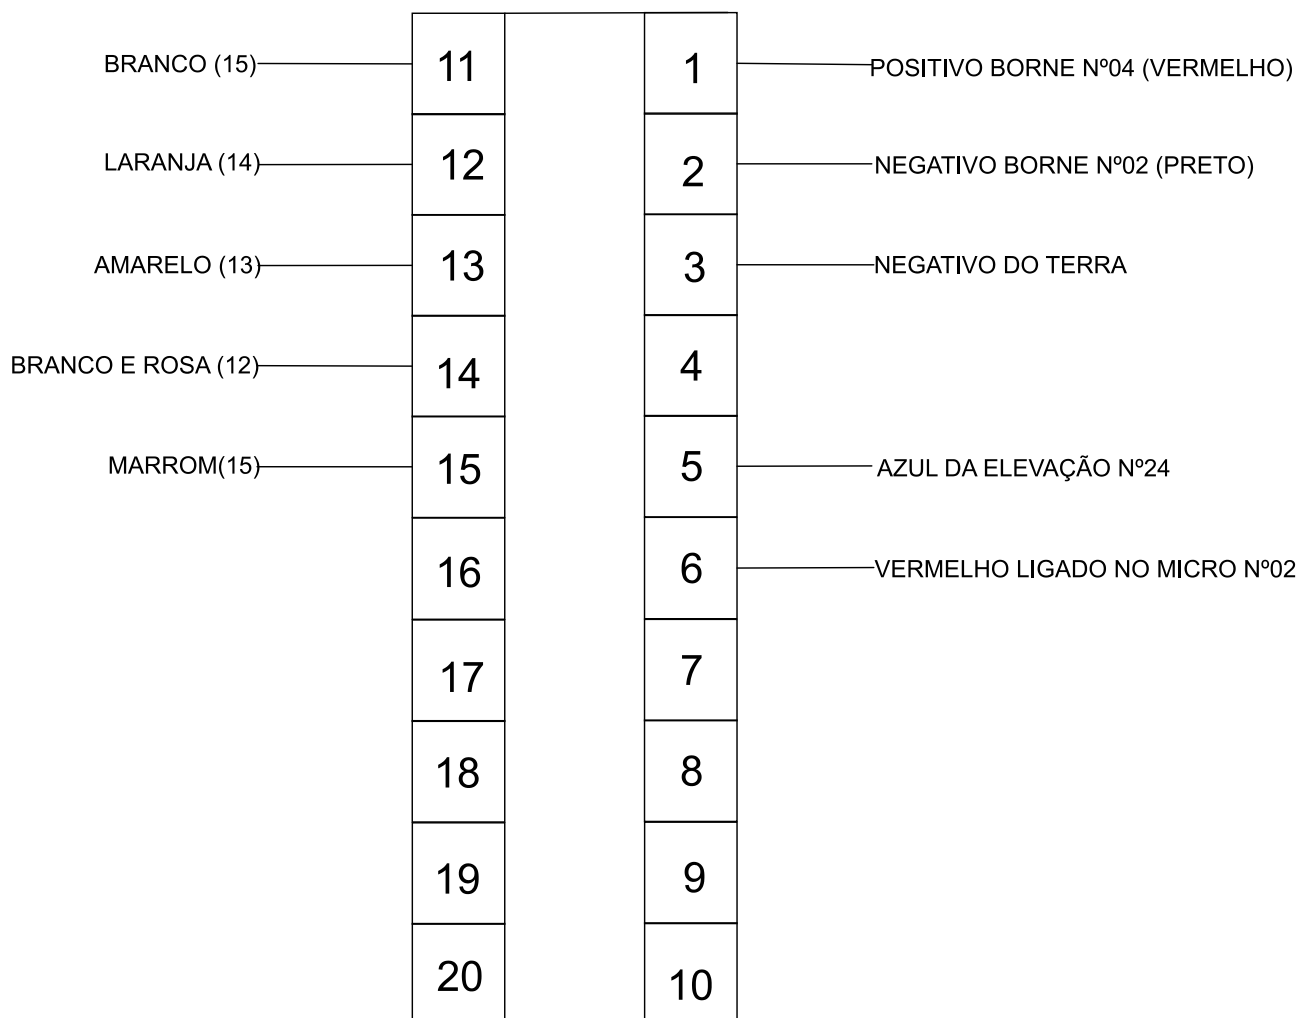 BRANCO (15) 11 1 POSITIVO BORNE Nº04 (VERMELHO)
LARANJA (14) 12 2 NEGATIVO BORNE Nº02 (PRETO)
AMARELO (13) 13 3 NEGATIVO DO TERRA
BRANCO E ROSA (12) 14 4
MARROM(15) 15 5 AZUL DA ELEVAÇÃO Nº24
16 6 VERMELHO LIGADO NO MICRO Nº02
17 7
18 8
19 9
20 10